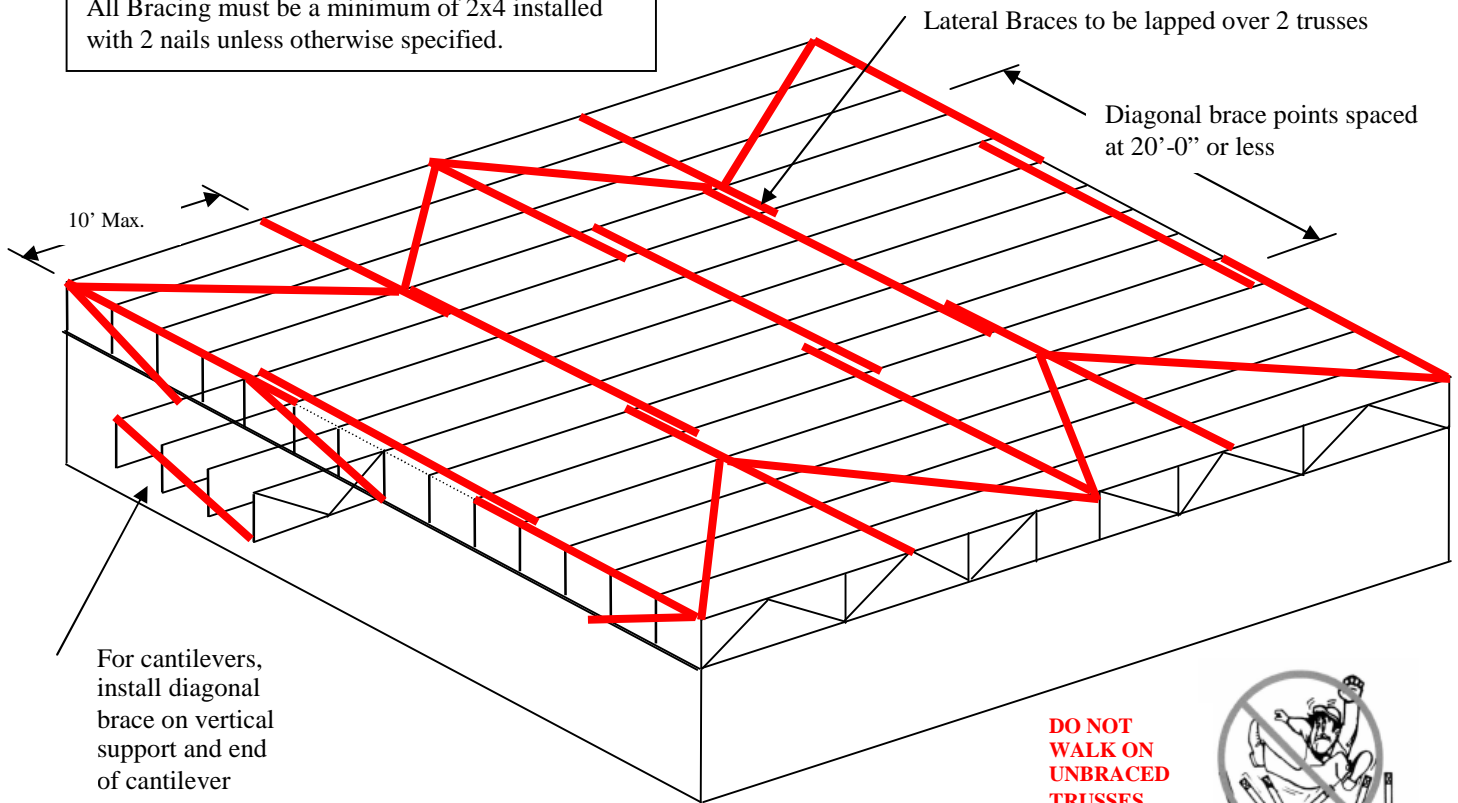 All Bracing must be a minimum of 2x4 installed
with 2 nails unless otherwise specified.
Lateral Braces to be lapped over 2 trusses
Diagonal brace points spaced
at 20’-0” or less
10’ Max.
For cantilevers,
install diagonal
brace on vertical
support and end
of cantilever
DO NOT
WALK ON
UNBRACED
TRUSSES